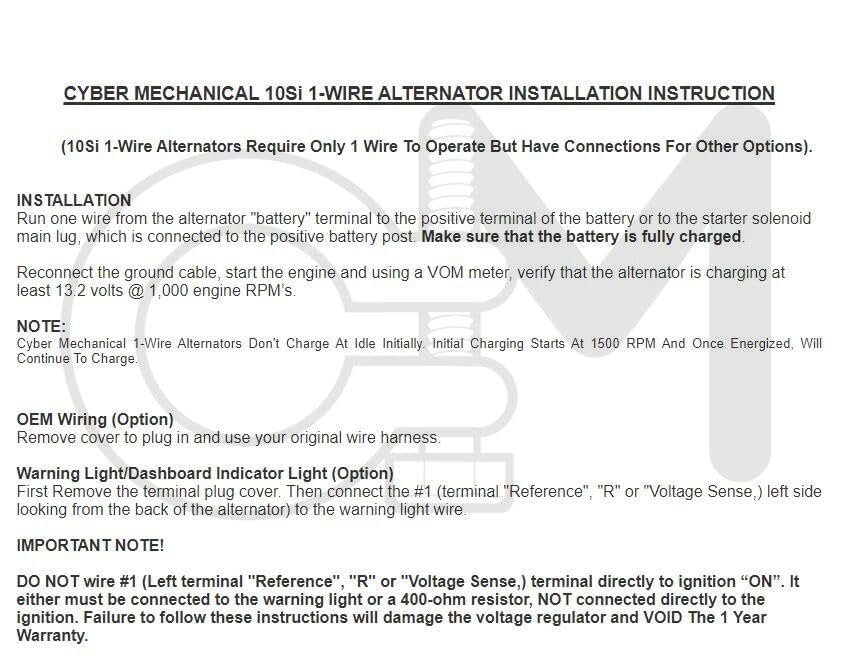 CYBER MECHANICAL 10Si 1-WIRE ALTERNATOR INSTALLATION INSTRUCTION
(10Si 1-Wire Alternators Require Only 1 Wire To Operate But Have Connections For Other Options).
INSTALLATION
Run one wire from the alternator "battery" terminal to the positive terminal of the battery or to the starter solenoid
main lug, which is connected to the positive battery post. Make sure that the battery is fully charged.
Reconnect the ground cable, start the engine and using a VOM meter, verify that the alternator is charging at
least 13.2 volts @ 1,000 engine RPM's.
NOTE:
Cyber Mechanical 1-Wire Alternators Don't Charge At Idle Initially. Initial Charging Starts At 1500 RPM And Once Energized, Will
Continue To Charge.
OEM Wiring (Option)
Remove cover to plug in and use your original wire harness.
Warning Light/Dashboard Indicator Light (Option)
First Remove the terminal plug cover. Then connect the #1 (terminal "Reference", "R" or "Voltage Sense,) left side
looking from the back of the alternator) to the warning light wire.
IMPORTANT NOTE!
DO NOT wire #1 (Left terminal "Reference", "R" or "Voltage Sense,) terminal directly to ignition “ON”. It
either must be connected to the warning light or a 400-ohm resistor, NOT connected directly to the
ignition. Failure to follow these instructions will damage the voltage regulator and VOID The 1 Year
Warranty.